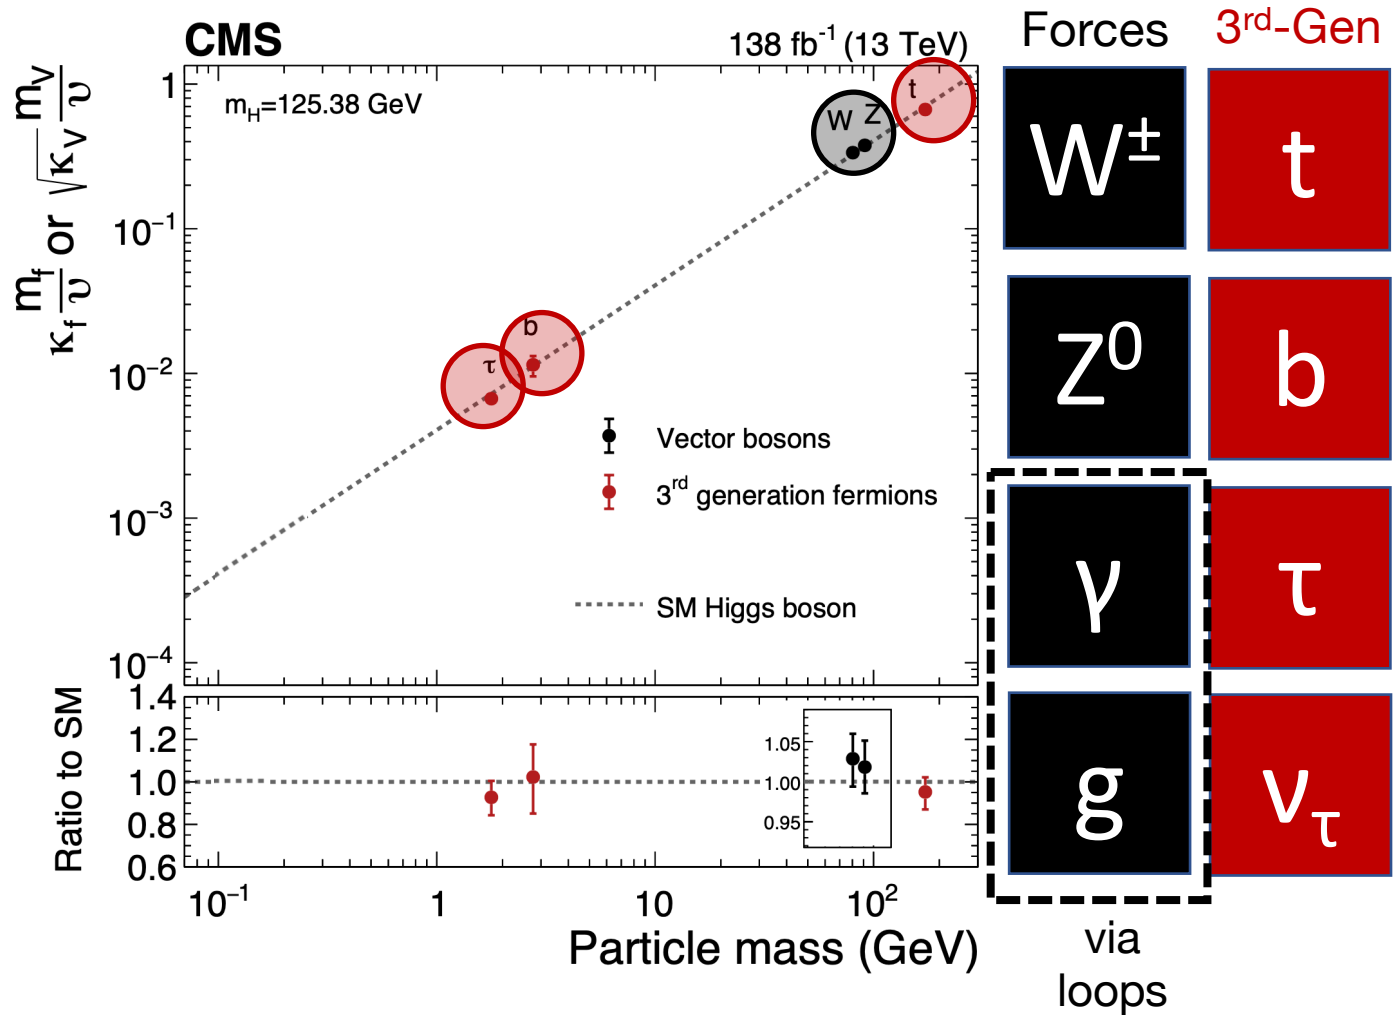 CMS
138 fb⁻¹ (13 TeV)
m_H=125.38 GeV
κ_f m_f/υ or √κ_V m_V/υ
1
10⁻¹
10⁻²
10⁻³
10⁻⁴
W Z t
b
τ
Vector bosons
3ʳᵈ generation fermions
SM Higgs boson
Ratio to SM
1.4
1.2
1.0
0.8
0.6
1.05
1.00
0.95
10⁻¹ 1 10 10²
Particle mass (GeV)
Forces
W±
Z⁰
γ
g
via
loops
3ʳᵈ-Gen
t
b
τ
ν_τ